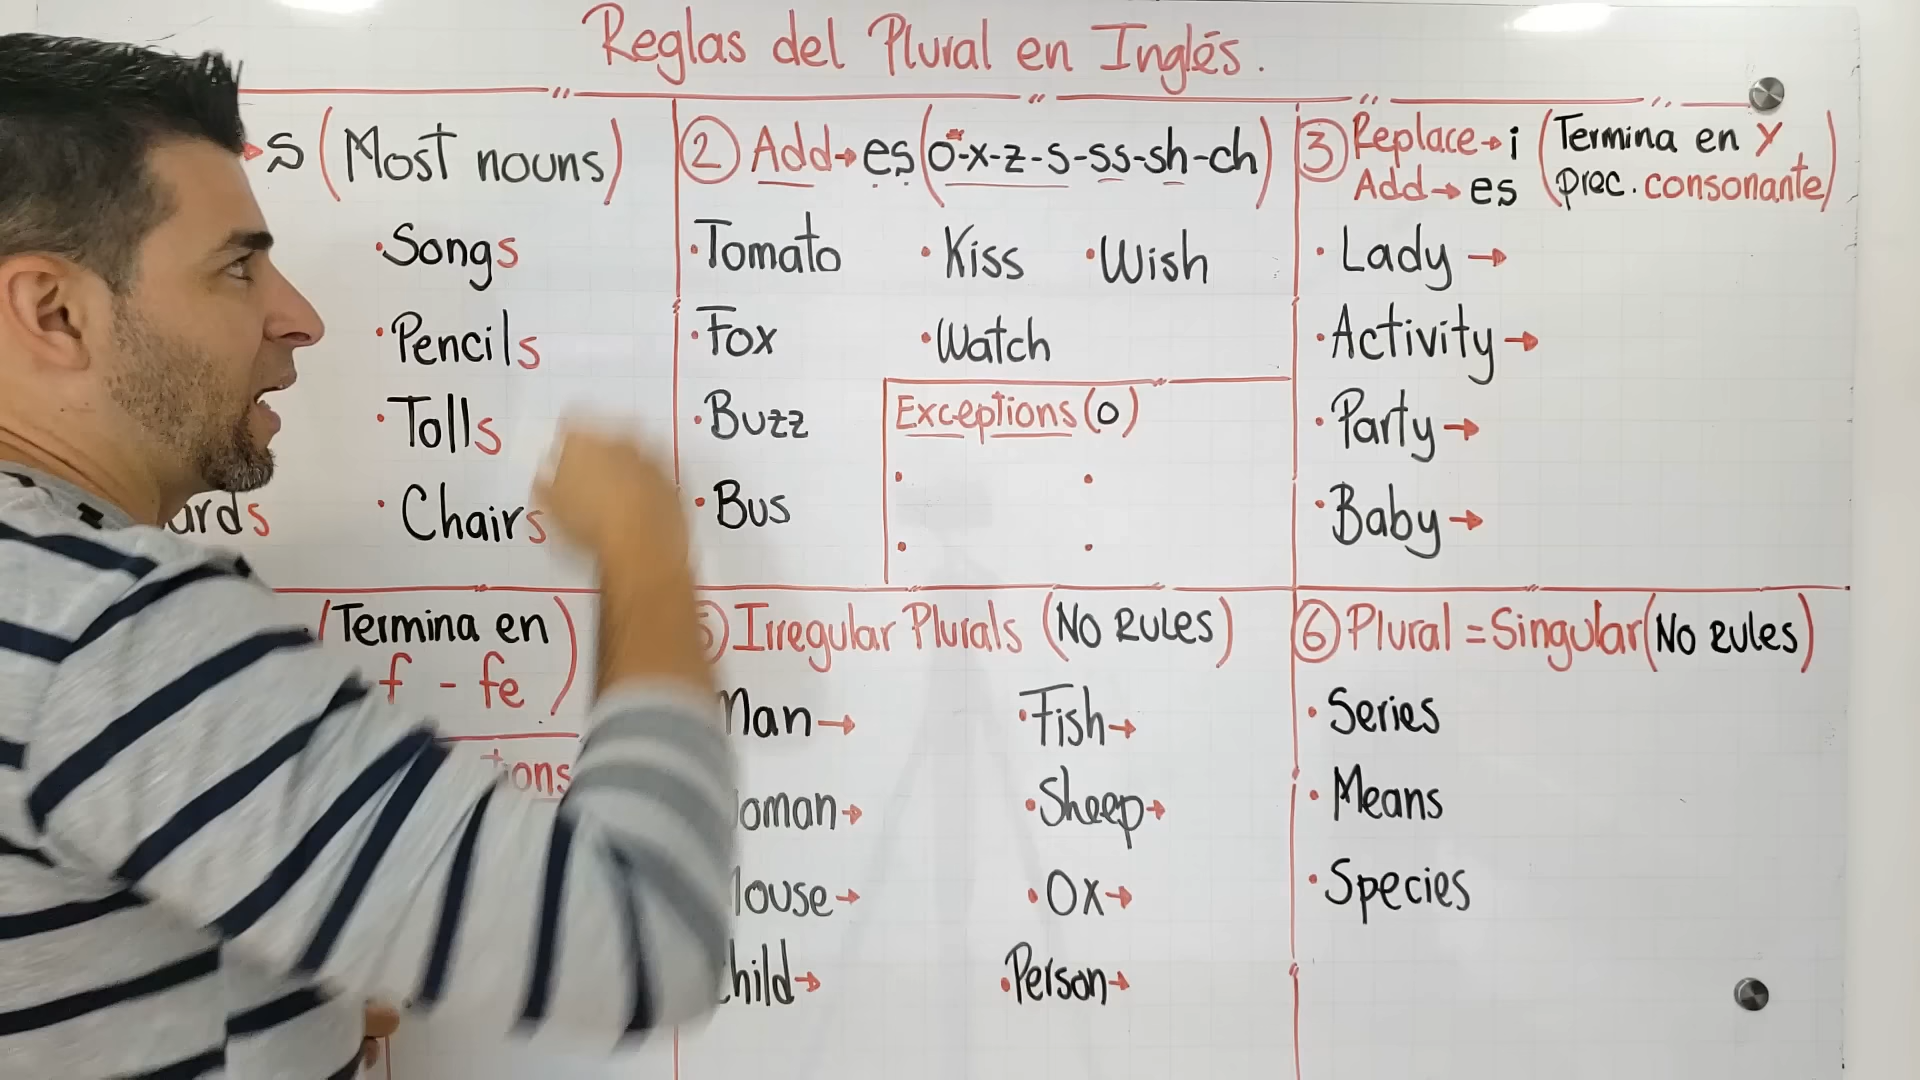 Reglas del Plural en Inglés.
s (Most nouns)
·Songs
·Pencils
·Tolls
·Chairs
② Add→es (o-x-z-s-ss-sh-ch)
·Tomato ·Kiss ·Wish
·Fox ·Watch
·Buzz
·Bus
Exceptions (o)
③ Replace→i (Termina en Y
Add→es prec. consonante)
·Lady→
·Activity→
·Party→
·Baby→
(Termina en
f - fe)
5 Irregular Plurals (NO RULES)
Man→ ·Fish→
oman→ ·Sheep→
ouse→ ·Ox→
hild→ ·Person→
⑥ Plural = Singular (NO RULES)
·Series
·Means
·Species